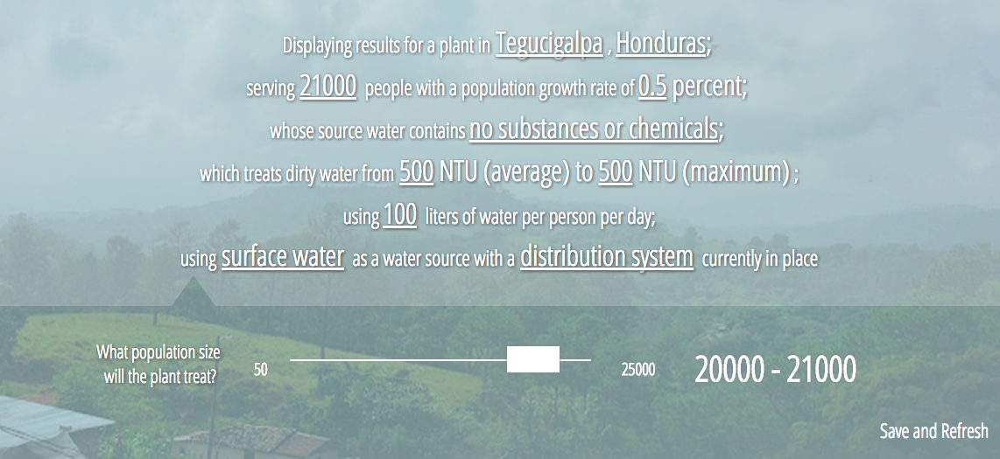 Displaying results for a plant in Tegucigalpa , Honduras;
serving 21000 people with a population growth rate of 0.5 percent;
whose source water contains no substances or chemicals;
which treats dirty water from 500 NTU (average) to 500 NTU (maximum) ;
using 100 liters of water per person per day;
using surface water as a water source with a distribution system currently in place
What population size
will the plant treat?
50
25000
20000 - 21000
Save and Refresh